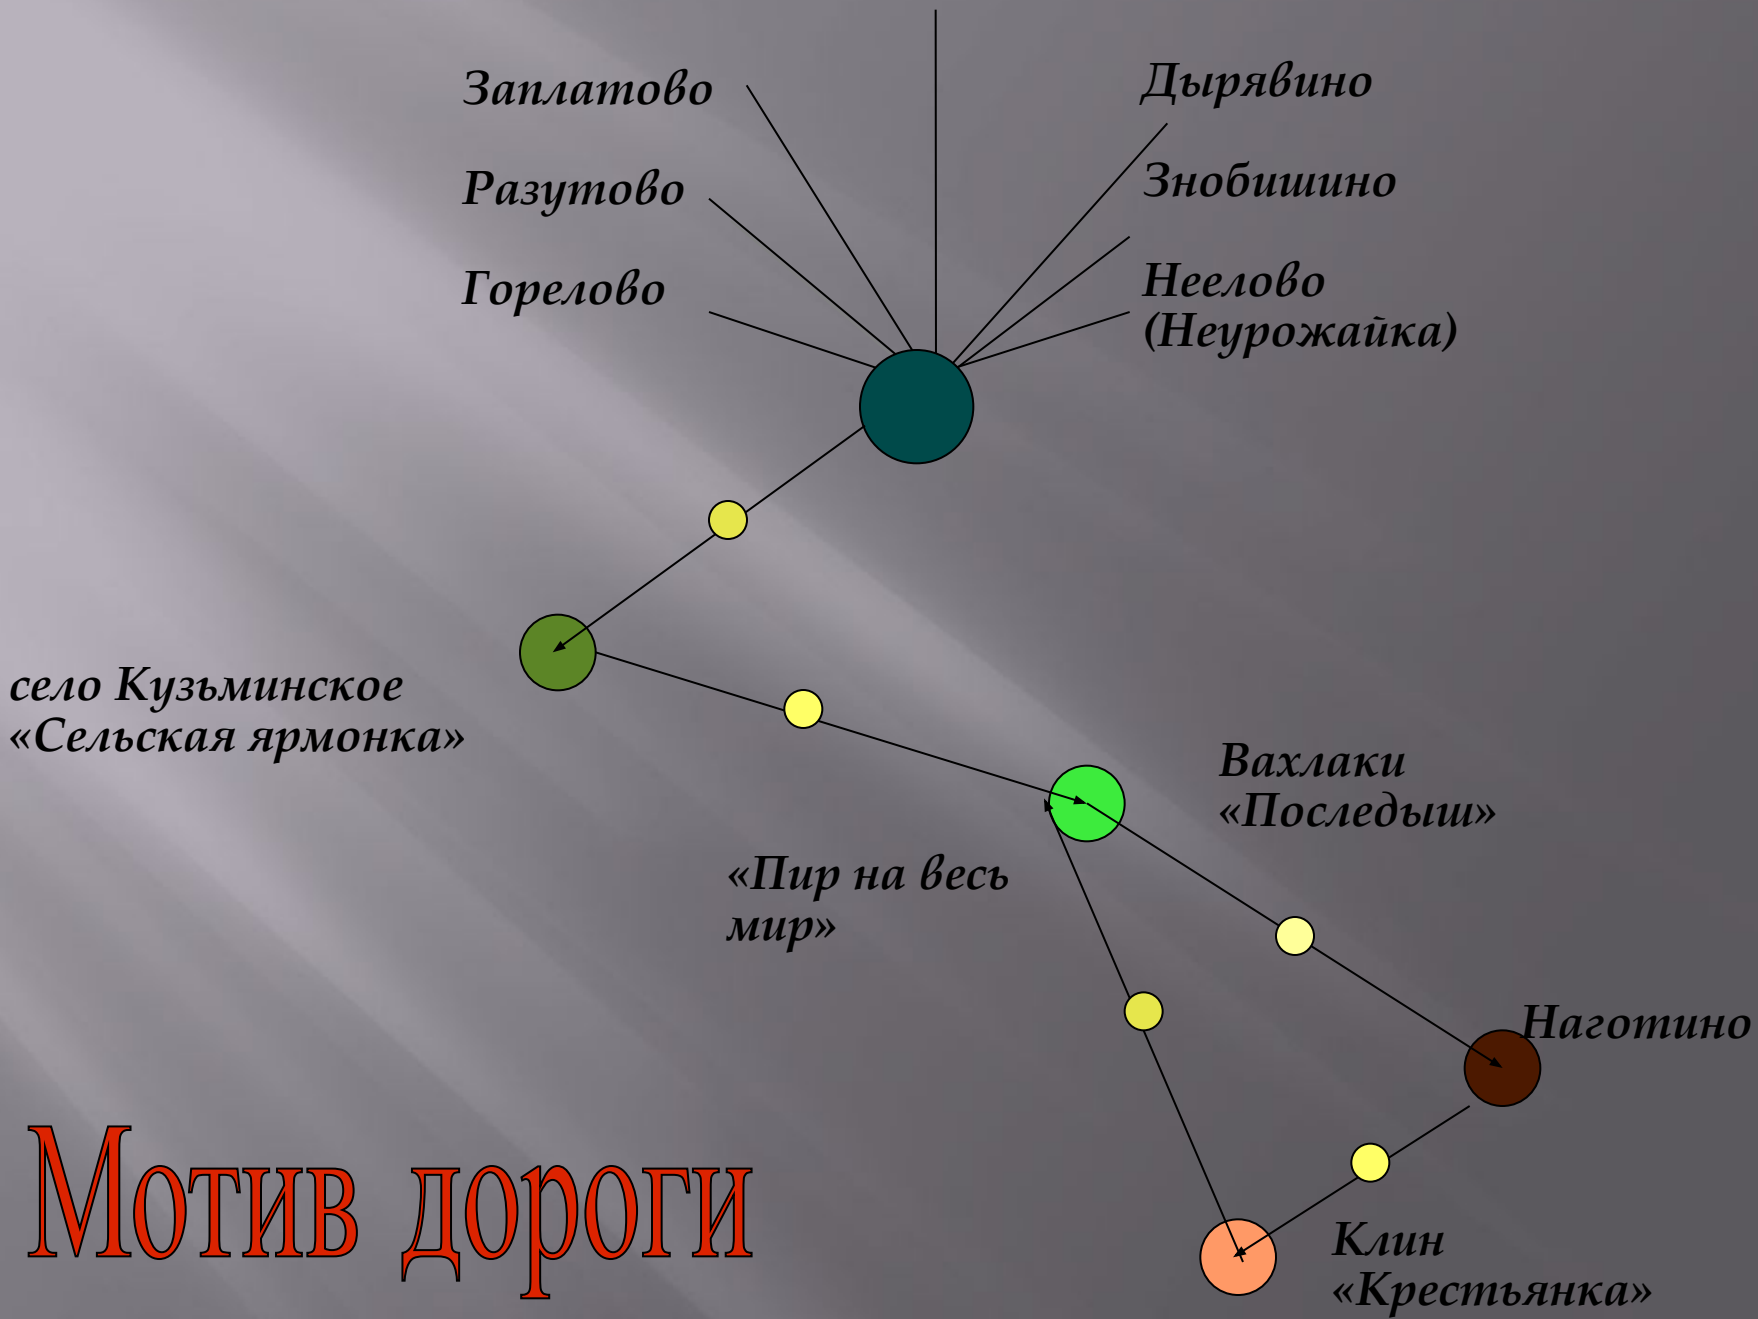 Заплатово
Разутово
Горелово
Дырявино
Знобишино
Неелово
(Неурожайка)
село Кузьминское
«Сельская ярмонка»
Вахлаки
«Последыш»
«Пир на весь
мир»
Наготино
Клин
«Крестьянка»
Мотив дороги